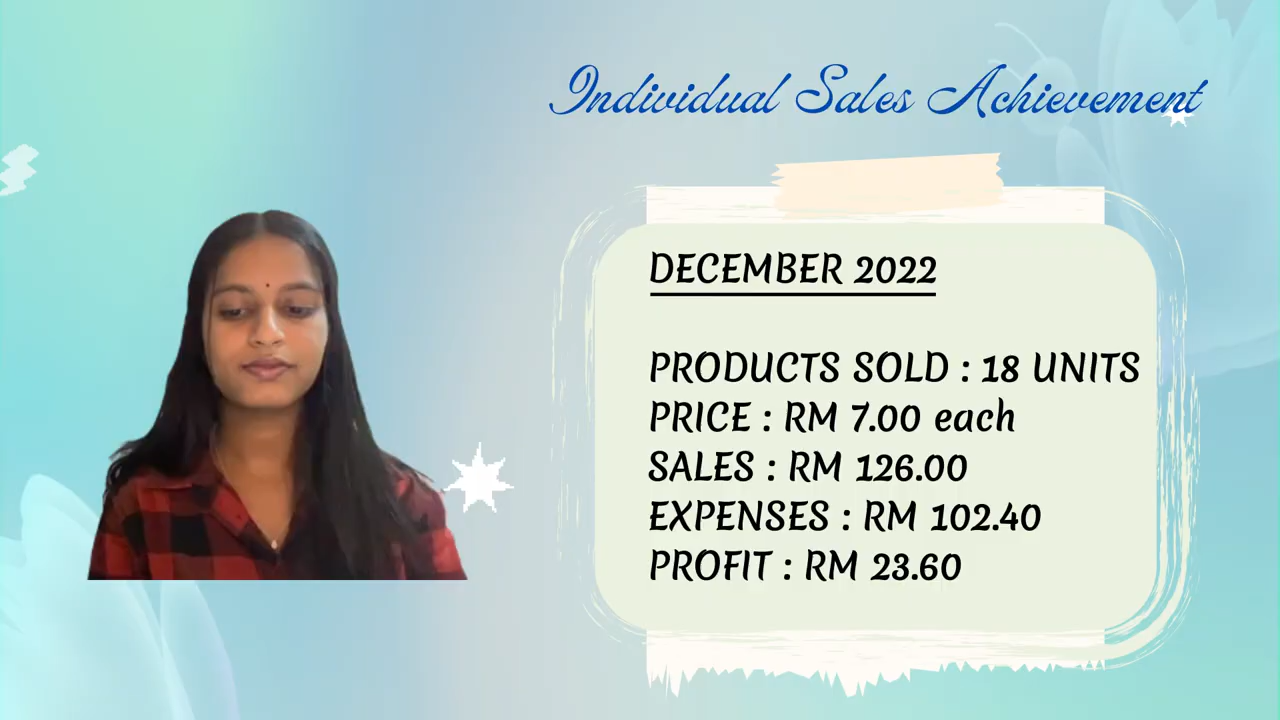 Individual Sales Achievement
DECEMBER 2022
PRODUCTS SOLD : 18 UNITS
PRICE : RM 7.00 each
SALES : RM 126.00
EXPENSES : RM 102.40
PROFIT : RM 23.60